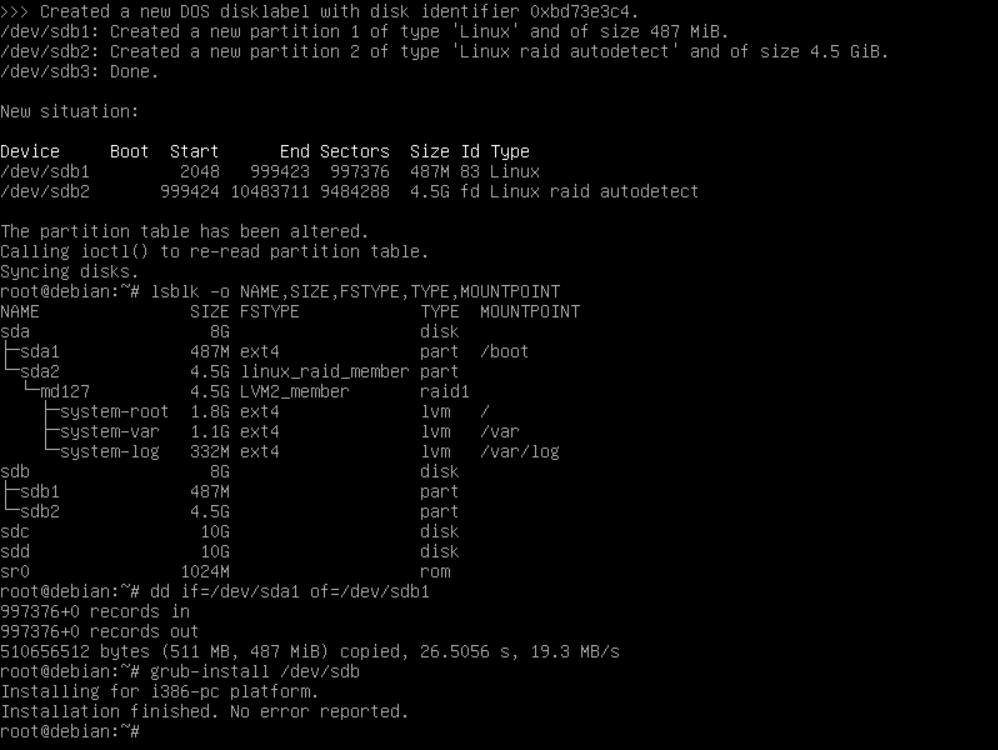 >>> Created a new DOS disklabel with disk identifier 0xbd73e3c4.
/dev/sdb1: Created a new partition 1 of type 'Linux' and of size 487 MiB.
/dev/sdb2: Created a new partition 2 of type 'Linux raid autodetect' and of size 4.5 GiB.
/dev/sdb3: Done.

New situation:

Device     Boot  Start      End Sectors  Size Id Type
/dev/sdb1         2048   999423  997376  487M 83 Linux
/dev/sdb2       999424 10483711 9484288  4.5G fd Linux raid autodetect

The partition table has been altered.
Calling ioctl() to re-read partition table.
Syncing disks.
root@debian:~# lsblk -o NAME,SIZE,FSTYPE,TYPE,MOUNTPOINT
NAME               SIZE FSTYPE            TYPE  MOUNTPOINT
sda                  8G                   disk
├─sda1             487M ext4              part  /boot
└─sda2             4.5G linux_raid_member part
  └─md127          4.5G LVM2_member       raid1
    ├─system-root  1.8G ext4              lvm   /
    ├─system-var   1.1G ext4              lvm   /var
    └─system-log   332M ext4              lvm   /var/log
sdb                  8G                   disk
├─sdb1             487M                   part
└─sdb2             4.5G                   part
sdc                 10G                   disk
sdd                 10G                   disk
sr0               1024M                   rom
root@debian:~# dd if=/dev/sda1 of=/dev/sdb1
997376+0 records in
997376+0 records out
510656512 bytes (511 MB, 487 MiB) copied, 26.5056 s, 19.3 MB/s
root@debian:~# grub-install /dev/sdb
Installing for i386-pc platform.
Installation finished. No error reported.
root@debian:~#